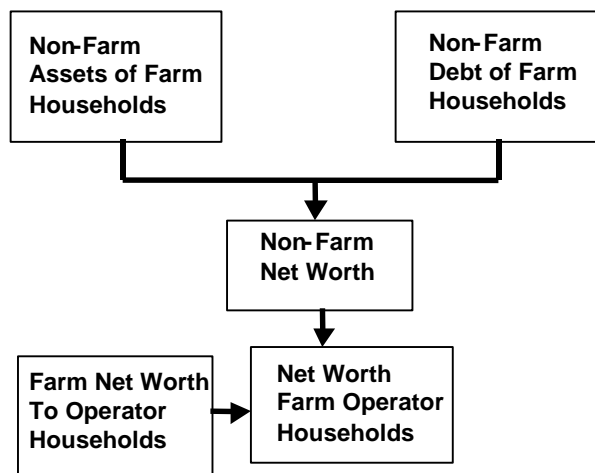 Non-Farm
Assets of Farm
Households
Non-Farm
Debt of Farm
Households
Non-Farm
Net Worth
Farm Net Worth
To Operator
Households
Net Worth
Farm Operator
Households